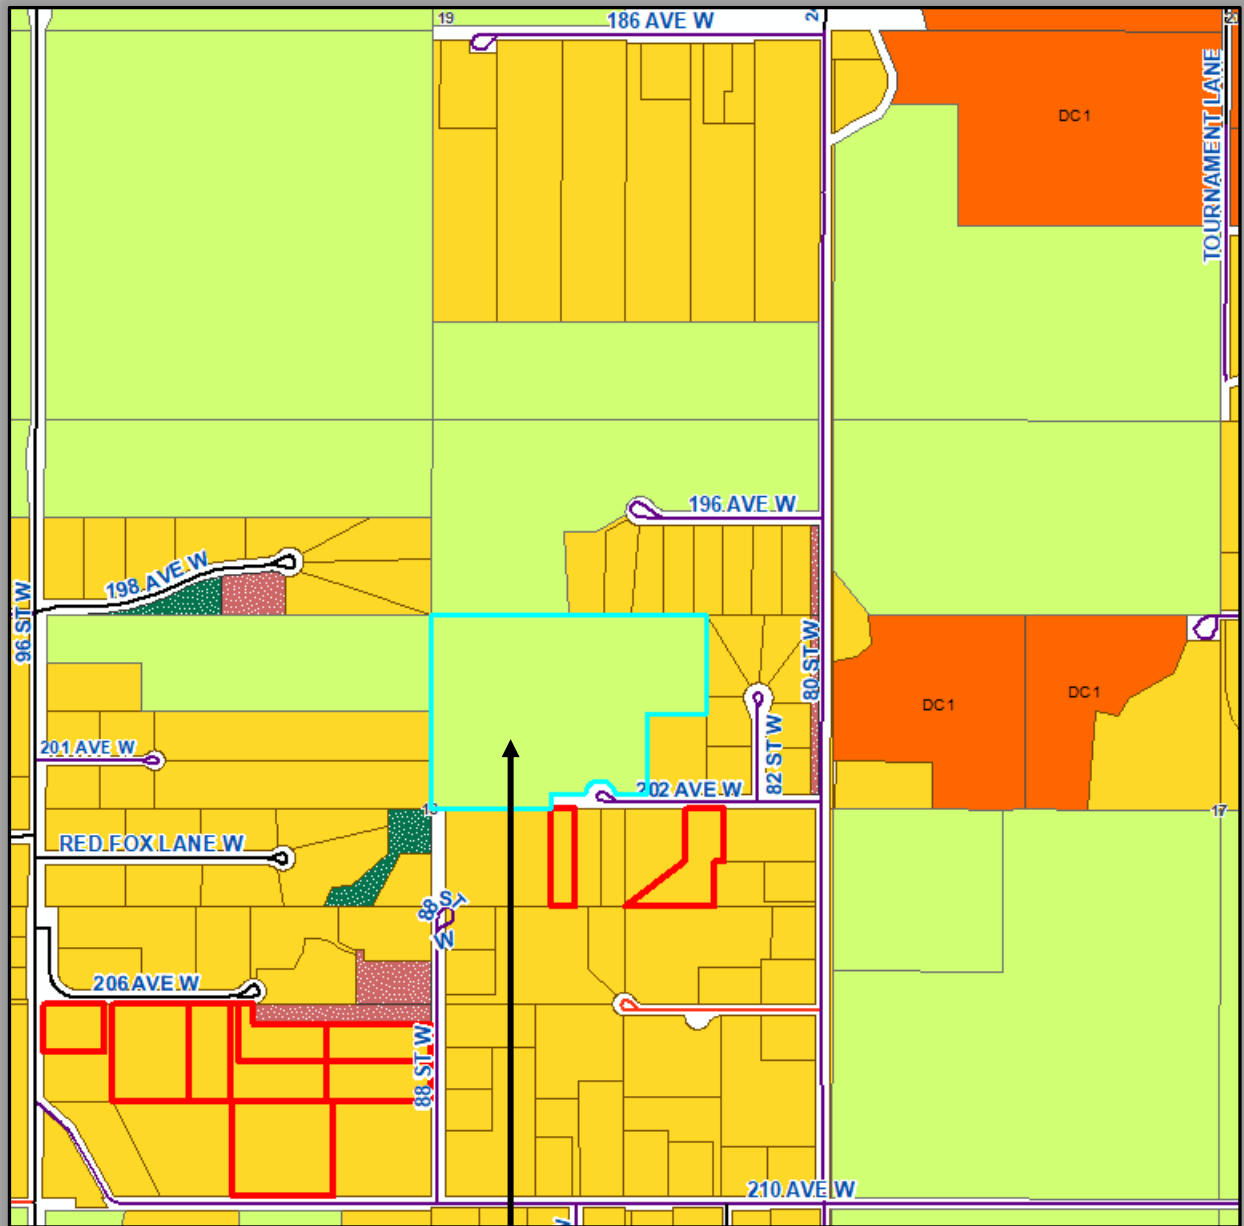 19
186 AVE W
DC1
TOURNAMENT LANE
196 AVE W
198 AVE W
96 ST W
80 ST W
DC1
DC1
201 AVE W
82 ST W
202 AVE W
17
RED FOX LANE W
88 ST W
206 AVE W
88 ST W
210 AVE W
W